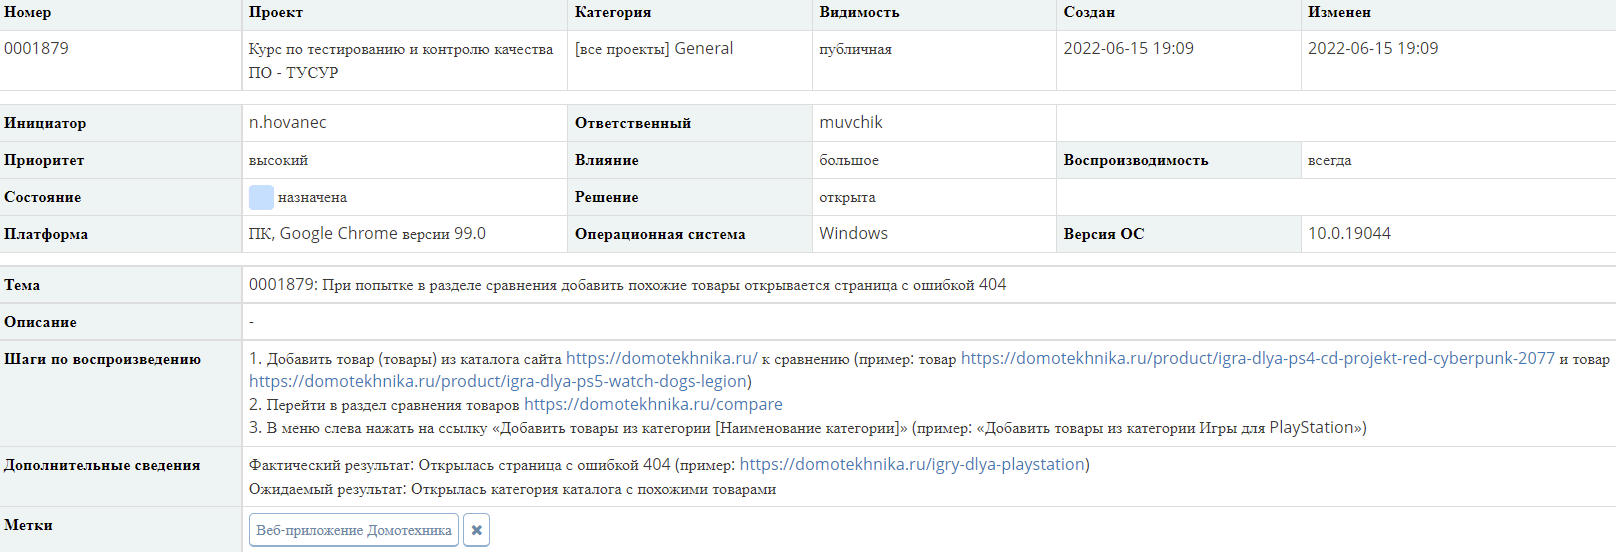 Номер Проект Категория Видимость Создан Изменен
0001879 Курс по тестированию и контролю качества [все проекты] General публичная 2022-06-15 19:09 2022-06-15 19:09
ПО - ТУСУР
Инициатор n.hovanec Ответственный muvchik
Приоритет высокий Влияние большое Воспроизводимость всегда
Состояние назначена Решение открыта
Платформа ПК, Google Chrome версии 99.0 Операционная система Windows Версия ОС 10.0.19044
Тема 0001879: При попытке в разделе сравнения добавить похожие товары открывается страница с ошибкой 404
Описание -
Шаги по воспроизведению 1. Добавить товар (товары) из каталога сайта https://domotekhnika.ru/ к сравнению (пример: товар https://domotekhnika.ru/product/igra-dlya-ps4-cd-projekt-red-cyberpunk-2077 и товар
https://domotekhnika.ru/product/igra-dlya-ps5-watch-dogs-legion)
2. Перейти в раздел сравнения товаров https://domotekhnika.ru/compare
3. В меню слева нажать на ссылку «Добавить товары из категории [Наименование категории]» (пример: «Добавить товары из категории Игры для PlayStation»)
Дополнительные сведения Фактический результат: Открылась страница с ошибкой 404 (пример: https://domotekhnika.ru/igry-dlya-playstation)
Ожидаемый результат: Открылась категория каталога с похожими товарами
Метки Веб-приложение Домотехника